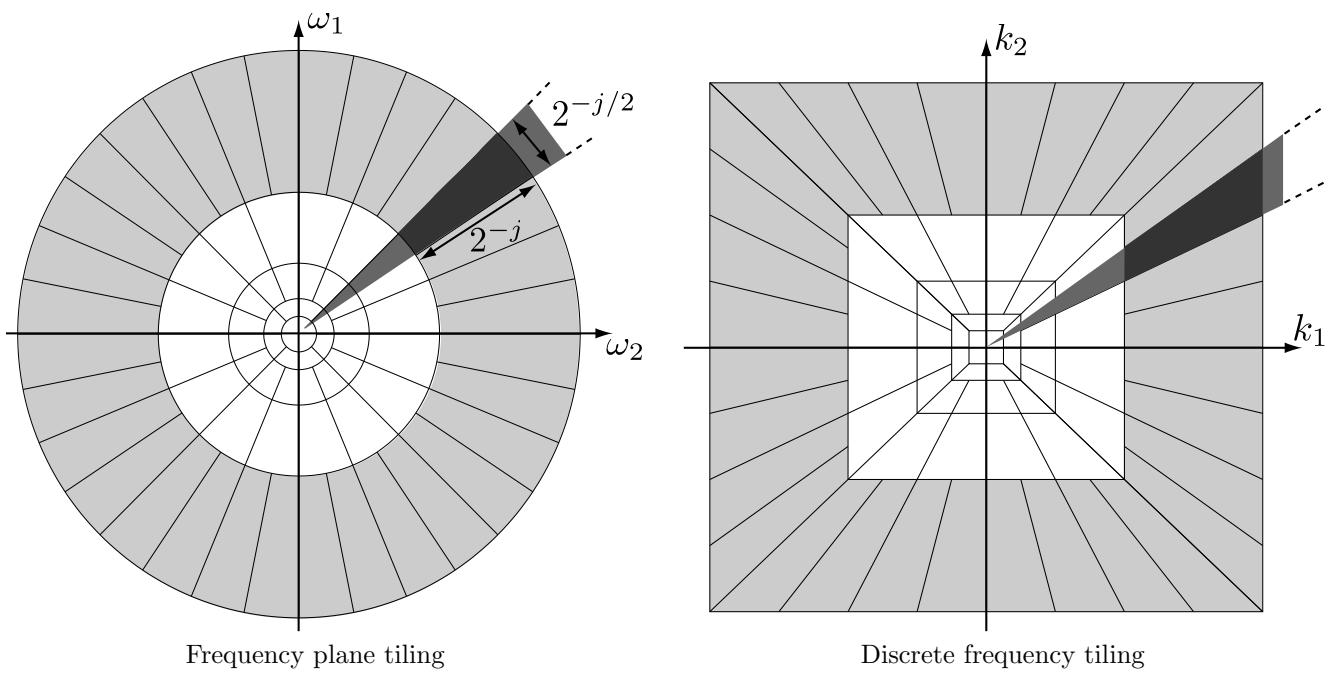 ω₁
2^{-j/2}
2^{-j}
ω₂
k₂
k₁
Frequency plane tiling
Discrete frequency tiling